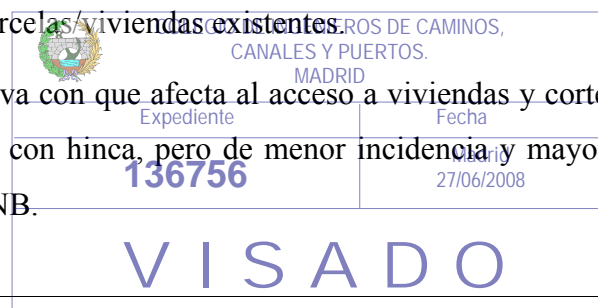 rcelas/viviendas existentes.
COLEGIO DE INGENIEROS DE CAMINOS,
CANALES Y PUERTOS.
MADRID
va con que afecta al acceso a viviendas y corte
Expediente Fecha
con hinca, pero de menor incidencia y mayo
136756 Madrid
27/06/2008
NB.
VISADO